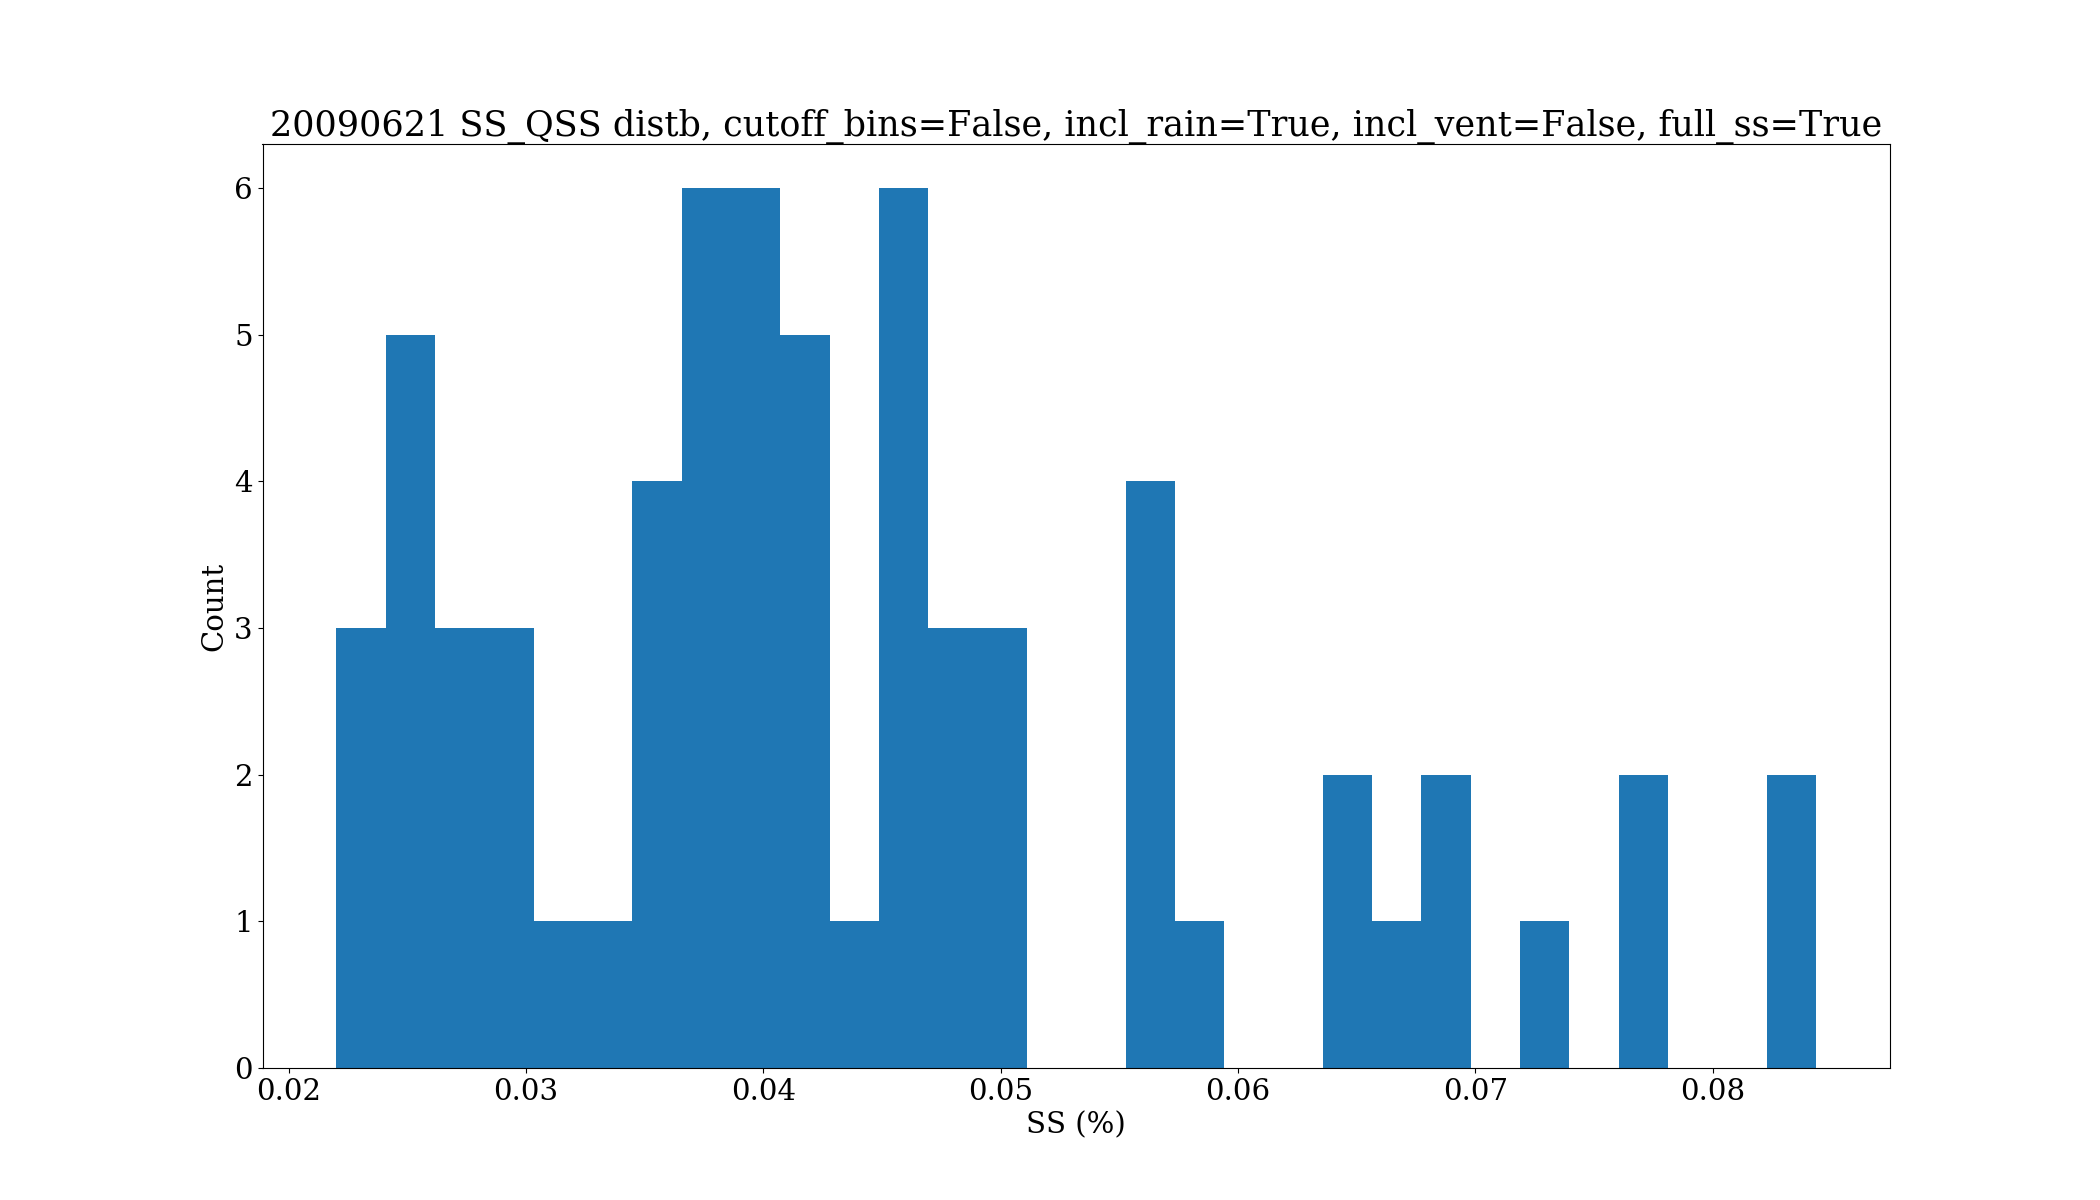 20090621 SS_QSS distb, cutoff_bins=False, incl_rain=True, incl_vent=False, full_ss=True
6
5
4
3
2
1
0
Count
0.02 0.03 0.04 0.05 0.06 0.07 0.08
SS (%)